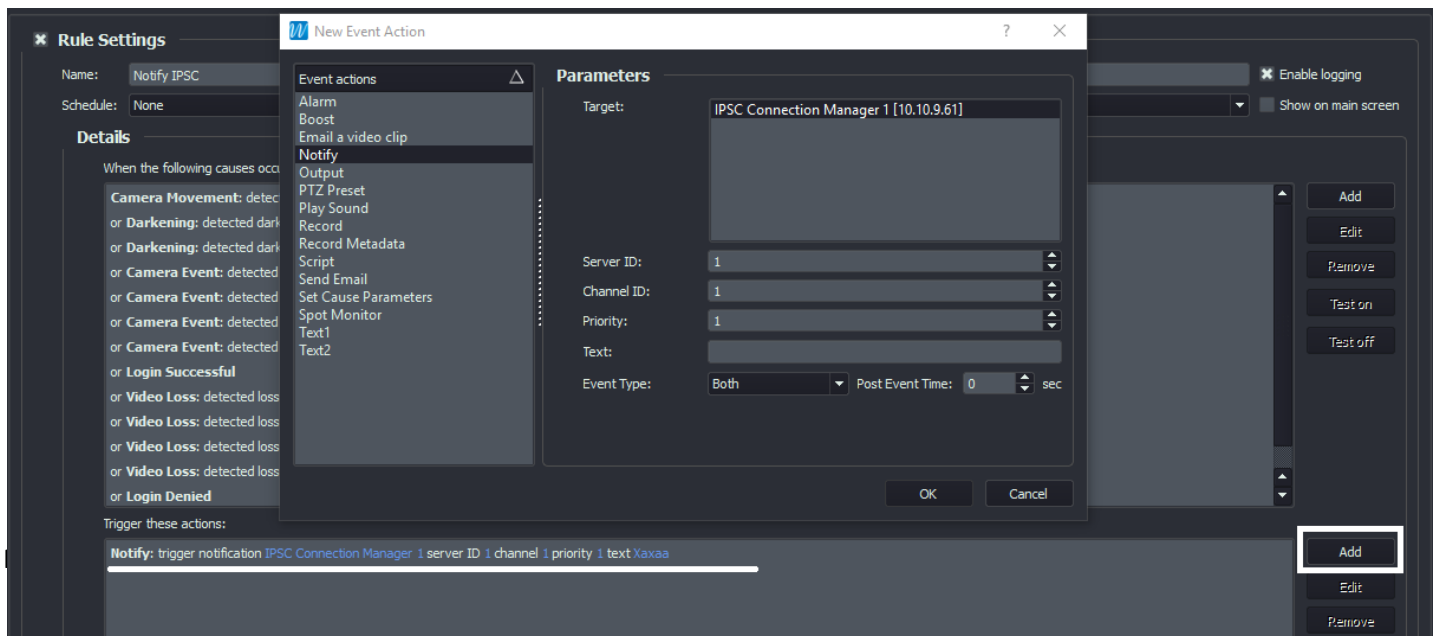 Rule Settings
New Event Action
?
Name: Notify IPSC
Enable logging
Schedule: None
Show on main screen
Details
When the following causes occu
Camera Movement: detec
or Darkening: detected dark
or Darkening: detected dark
or Camera Event: detected
or Camera Event: detected
or Camera Event: detected
or Camera Event: detected
or Login Successful
or Video Loss: detected loss
or Video Loss: detected loss
or Video Loss: detected loss
or Video Loss: detected loss
or Login Denied
Event actions
Alarm
Boost
Email a video clip
Notify
Output
PTZ Preset
Play Sound
Record
Record Metadata
Script
Send Email
Set Cause Parameters
Spot Monitor
Text1
Text2
Parameters
Target: IPSC Connection Manager 1 [10.10.9.61]
Server ID: 1
Channel ID: 1
Priority: 1
Text:
Event Type: Both Post Event Time: 0 sec
OK Cancel
Add
Edit
Remove
Test on
Test off
Trigger these actions:
Notify: trigger notification IPSC Connection Manager 1 server ID 1 channel 1 priority 1 text Xaxaa
Add
Edit
Remove